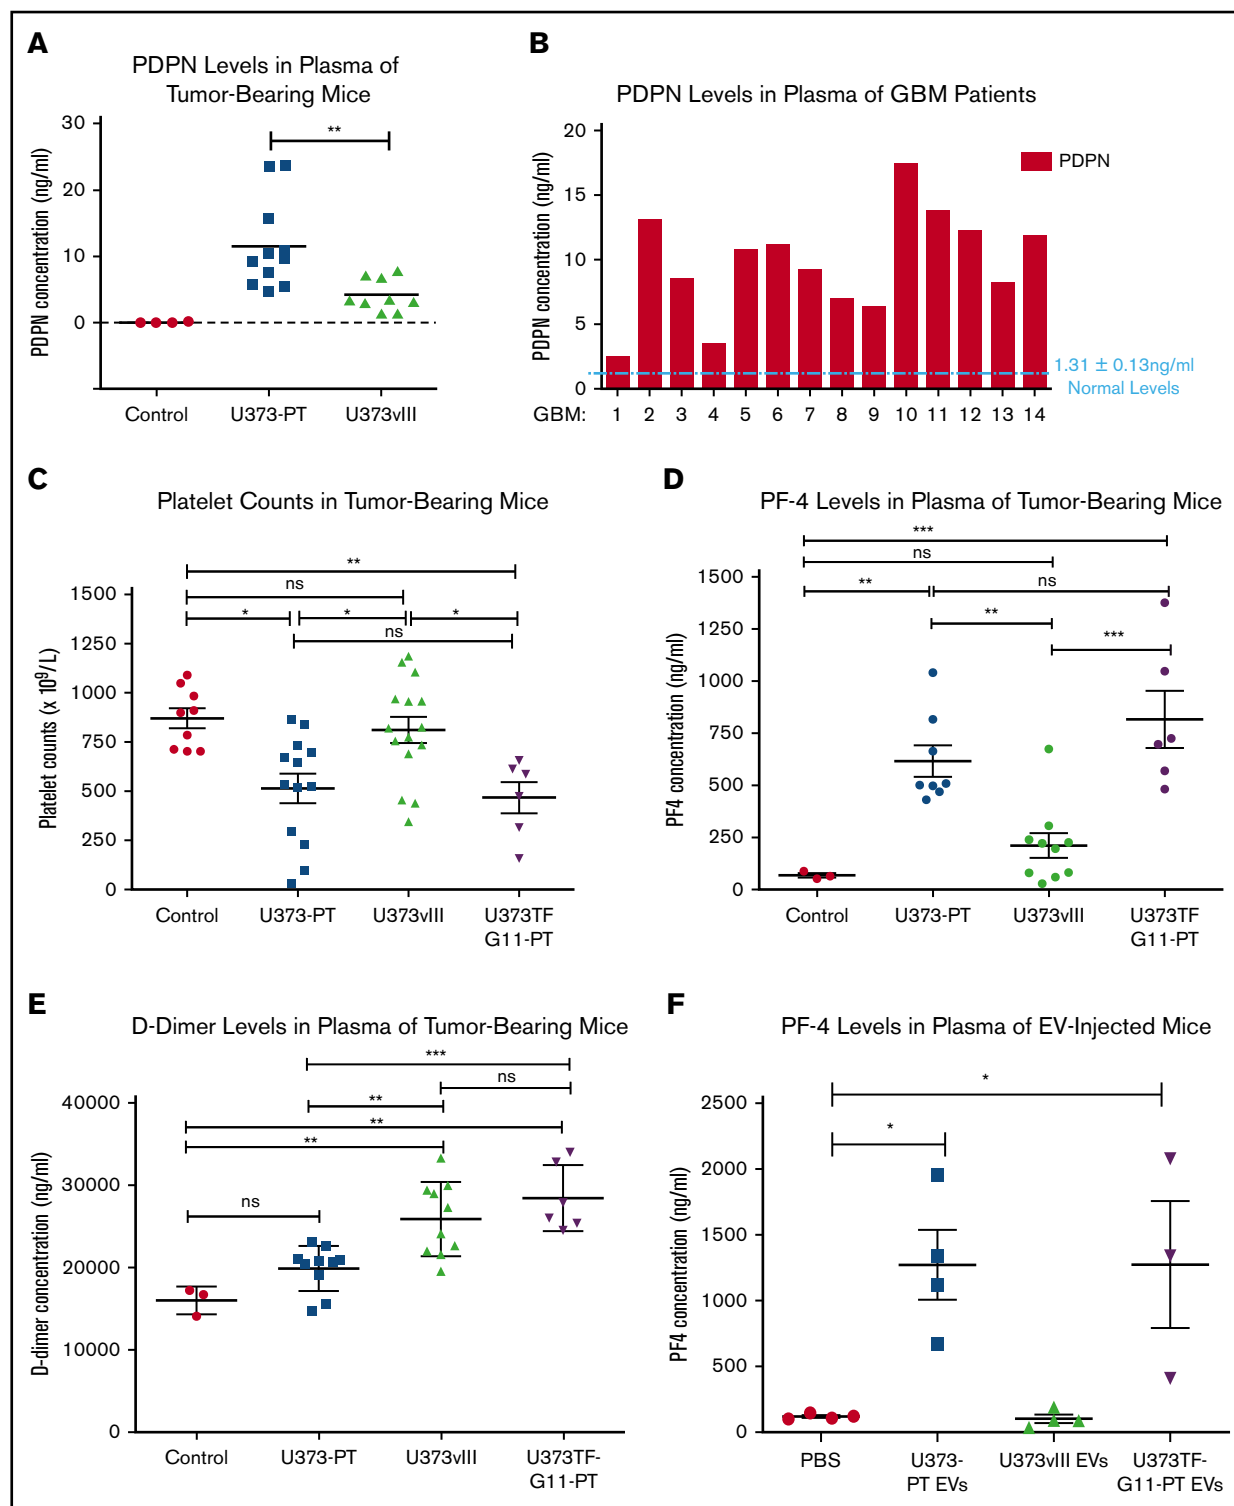 A
PDPN Levels in Plasma of
Tumor-Bearing Mice
PDPN concentration (ng/ml)
30
20
10
0
**
Control
U373-PT
U373vIII
B
PDPN Levels in Plasma of GBM Patients
PDPN concentration (ng/ml)
20
15
10
5
0
PDPN
1.31 ± 0.13ng/ml
Normal Levels
GBM: 1 2 3 4 5 6 7 8 9 10 11 12 13 14
C
Platelet Counts in Tumor-Bearing Mice
Platelet counts (x 10⁹/L)
**
ns
* * *
ns
1500
1250
1000
750
500
250
0
Control
U373-PT
U373vIII
U373TF
G11-PT
D
PF-4 Levels in Plasma of Tumor-Bearing Mice
PF4 concentration (ng/ml)
***
ns
** ns
**
***
1500
1250
1000
750
500
250
0
Control
U373-PT
U373vIII
U373TF
G11-PT
E
D-Dimer Levels in Plasma of Tumor-Bearing Mice
D-dimer concentration (ng/ml)
***
ns
**
**
**
ns
40000
30000
20000
10000
0
Control
U373-PT
U373vIII
U373TF-
G11-PT
F
PF-4 Levels in Plasma of EV-Injected Mice
PF4 concentration (ng/ml)
*
*
2500
2000
1500
1000
500
0
PBS
U373-
PT EVs
U373vIII EVs
U373TF-
G11-PT EVs